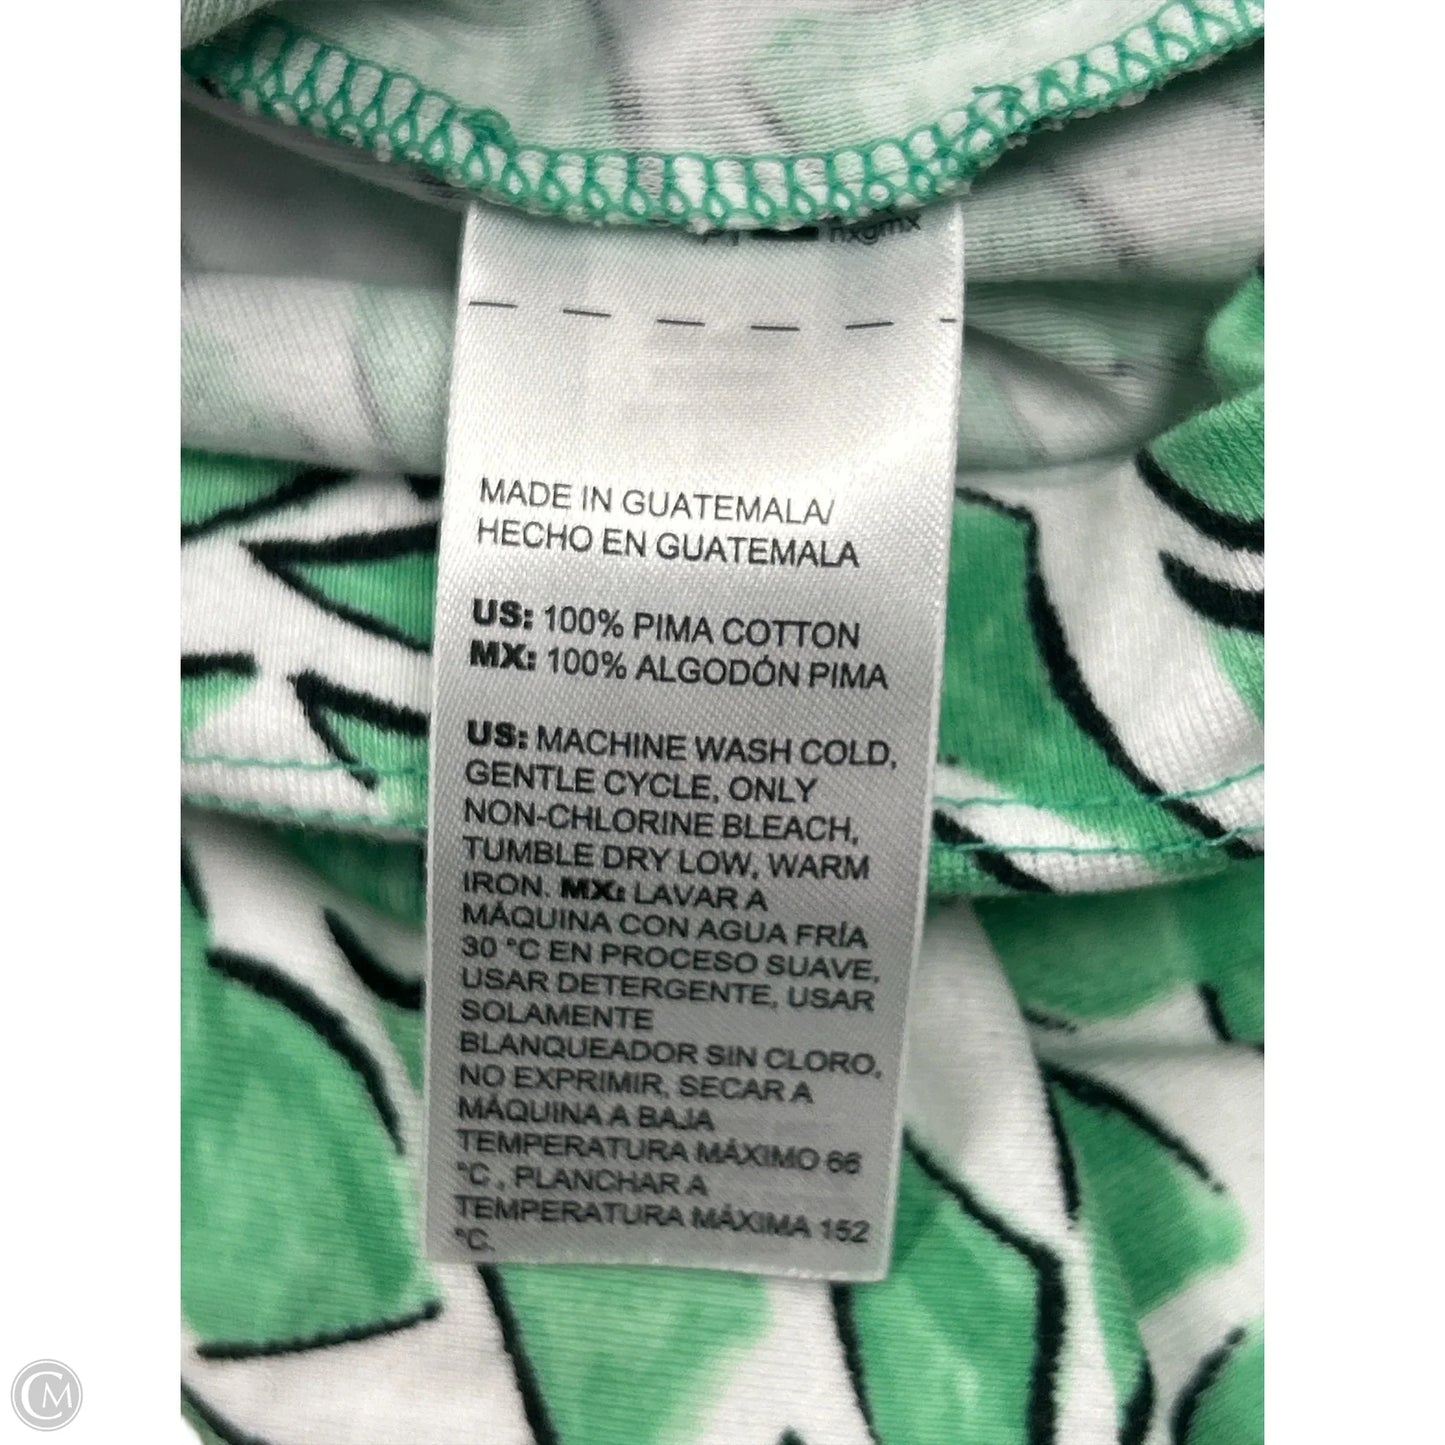 MADE IN GUATEMALA/
HECHO EN GUATEMALA
US: 100% PIMA COTTON
MX: 100% ALGODÓN PIMA
US: MACHINE WASH COLD,
GENTLE CYCLE, ONLY
NON-CHLORINE BLEACH,
TUMBLE DRY LOW, WARM
IRON. MX: LAVAR A
MÁQUINA CON AGUA FRÍA
30 °C EN PROCESO SUAVE,
USAR DETERGENTE, USAR
SOLAMENTE
BLANQUEADOR SIN CLORO,
NO EXPRIMIR, SECAR A
MÁQUINA A BAJA
TEMPERATURA MÁXIMO 66
°C , PLANCHAR A
TEMPERATURA MÁXIMA 152
°C.
CM